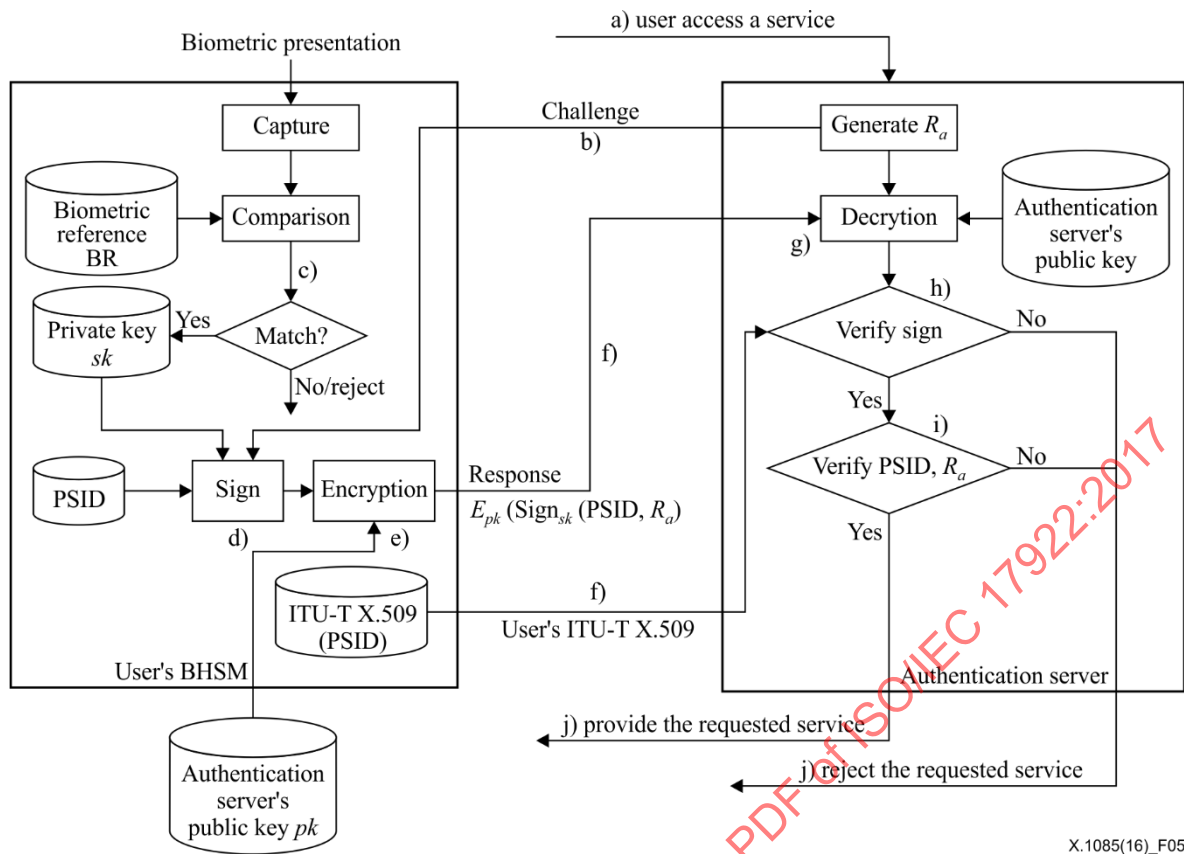 a) user access a service
Biometric presentation
Capture
Challenge
b)
Generate Ra
Biometric
reference
BR
Comparison
Decrytion
g)
Authentication
server's
public key
c)
h)
Private key
sk
Yes
Match?
No/reject
f)
Verify sign
No
Yes
i)
Verify PSID, Ra
No
Yes
PSID
Sign
d)
Encryption
e)
Response
Epk (Signsk (PSID, Ra)
ITU-T X.509
(PSID)
f)
User's ITU-T X.509
User's BHSM
Authentication server
j) provide the requested service
j) reject the requested service
Authentication
server's
public key pk
PDF of ISO/IEC 17922:2017
X.1085(16)_F05